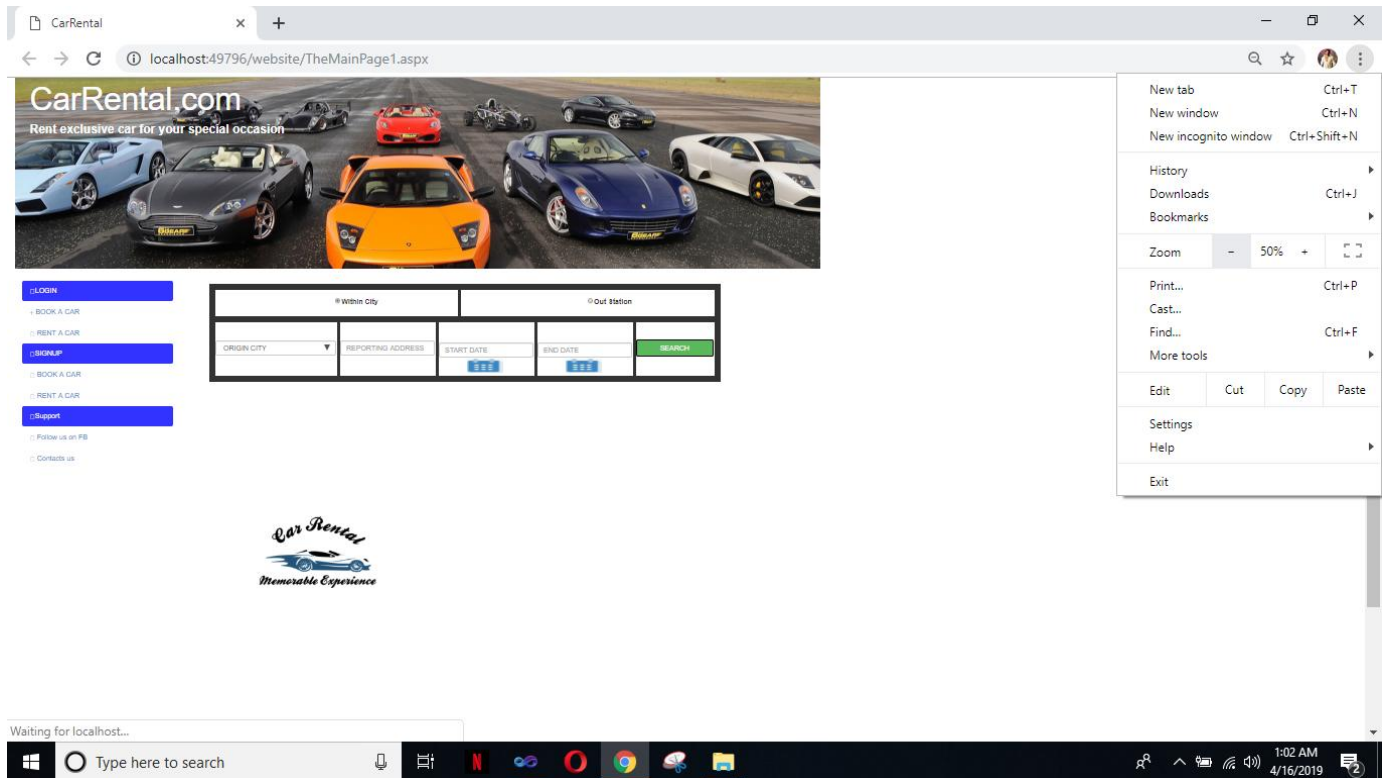 CarRental
localhost:49796/website/TheMainPage1.aspx
CarRental.com
Rent exclusive car for your special occasion
New tab Ctrl+T
New window Ctrl+N
New incognito window Ctrl+Shift+N
History
Downloads Ctrl+J
Bookmarks
Zoom - 50% +
Print... Ctrl+P
Cast...
Find... Ctrl+F
More tools
Edit Cut Copy Paste
Settings
Help
Exit
LOGIN
BOOK A CAR
RENT A CAR
SIGNUP
BOOK A CAR
RENT A CAR
Support
Follow us on FB
Contacts us
Within City Out Station
ORIGIN CITY REPORTING ADDRESS START DATE END DATE SEARCH
Car Rental
Memorable Experience
Waiting for localhost...
Type here to search
1:02 AM
4/16/2019
2